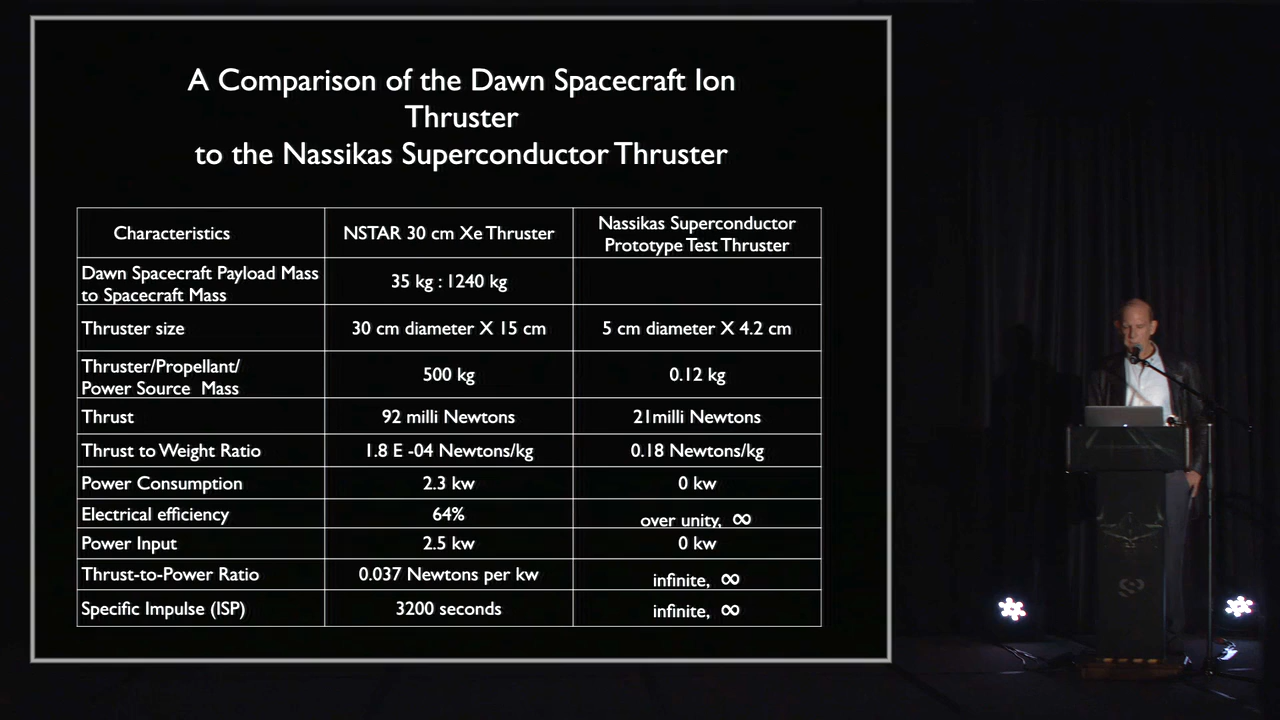 A Comparison of the Dawn Spacecraft Ion
Thruster
to the Nassikas Superconductor Thruster
Characteristics
NSTAR 30 cm Xe Thruster
Nassikas Superconductor
Prototype Test Thruster
Dawn Spacecraft Payload Mass
to Spacecraft Mass
35 kg : 1240 kg
Thruster size
30 cm diameter X 15 cm
5 cm diameter X 4.2 cm
Thruster/Propellant/
Power Source Mass
500 kg
0.12 kg
Thrust
92 milli Newtons
21milli Newtons
Thrust to Weight Ratio
1.8 E -04 Newtons/kg
0.18 Newtons/kg
Power Consumption
2.3 kw
0 kw
Electrical efficiency
64%
over unity, ∞
Power Input
2.5 kw
0 kw
Thrust-to-Power Ratio
0.037 Newtons per kw
infinite, ∞
Specific Impulse (ISP)
3200 seconds
infinite, ∞